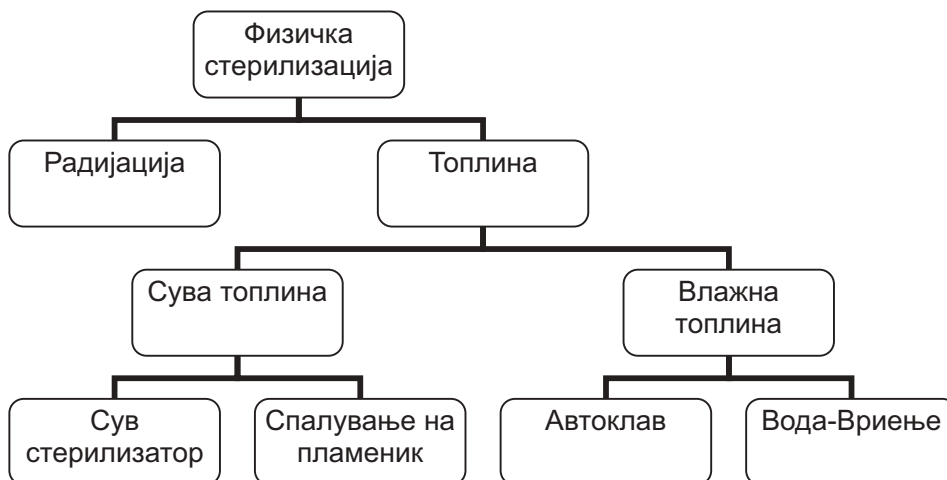 Физичка
стерилизација
Радијација
Топлина
Сува топлина
Влажна
топлина
Сув
стерилизатор
Спалување на
пламеник
Автоклав
Вода-Вриење